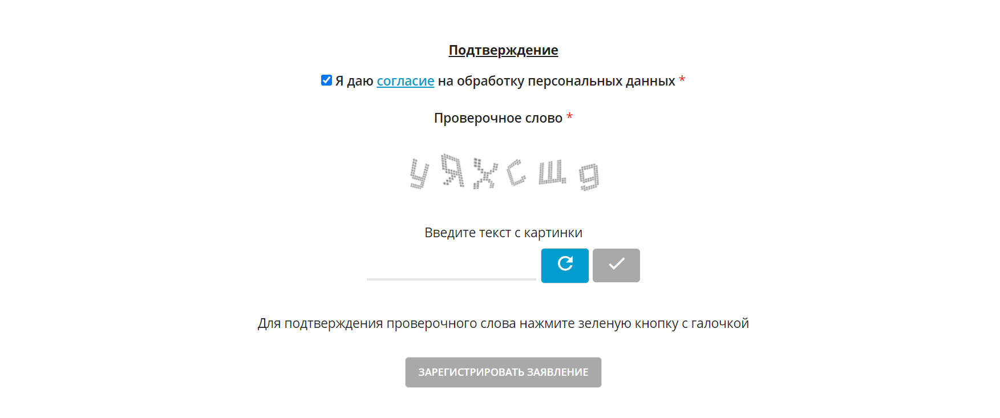 Подтверждение
Я даю согласие на обработку персональных данных *
Проверочное слово *
уяхсщд
Введите текст с картинки
Для подтверждения проверочного слова нажмите зеленую кнопку с галочкой
ЗАРЕГИСТРИРОВАТЬ ЗАЯВЛЕНИЕ